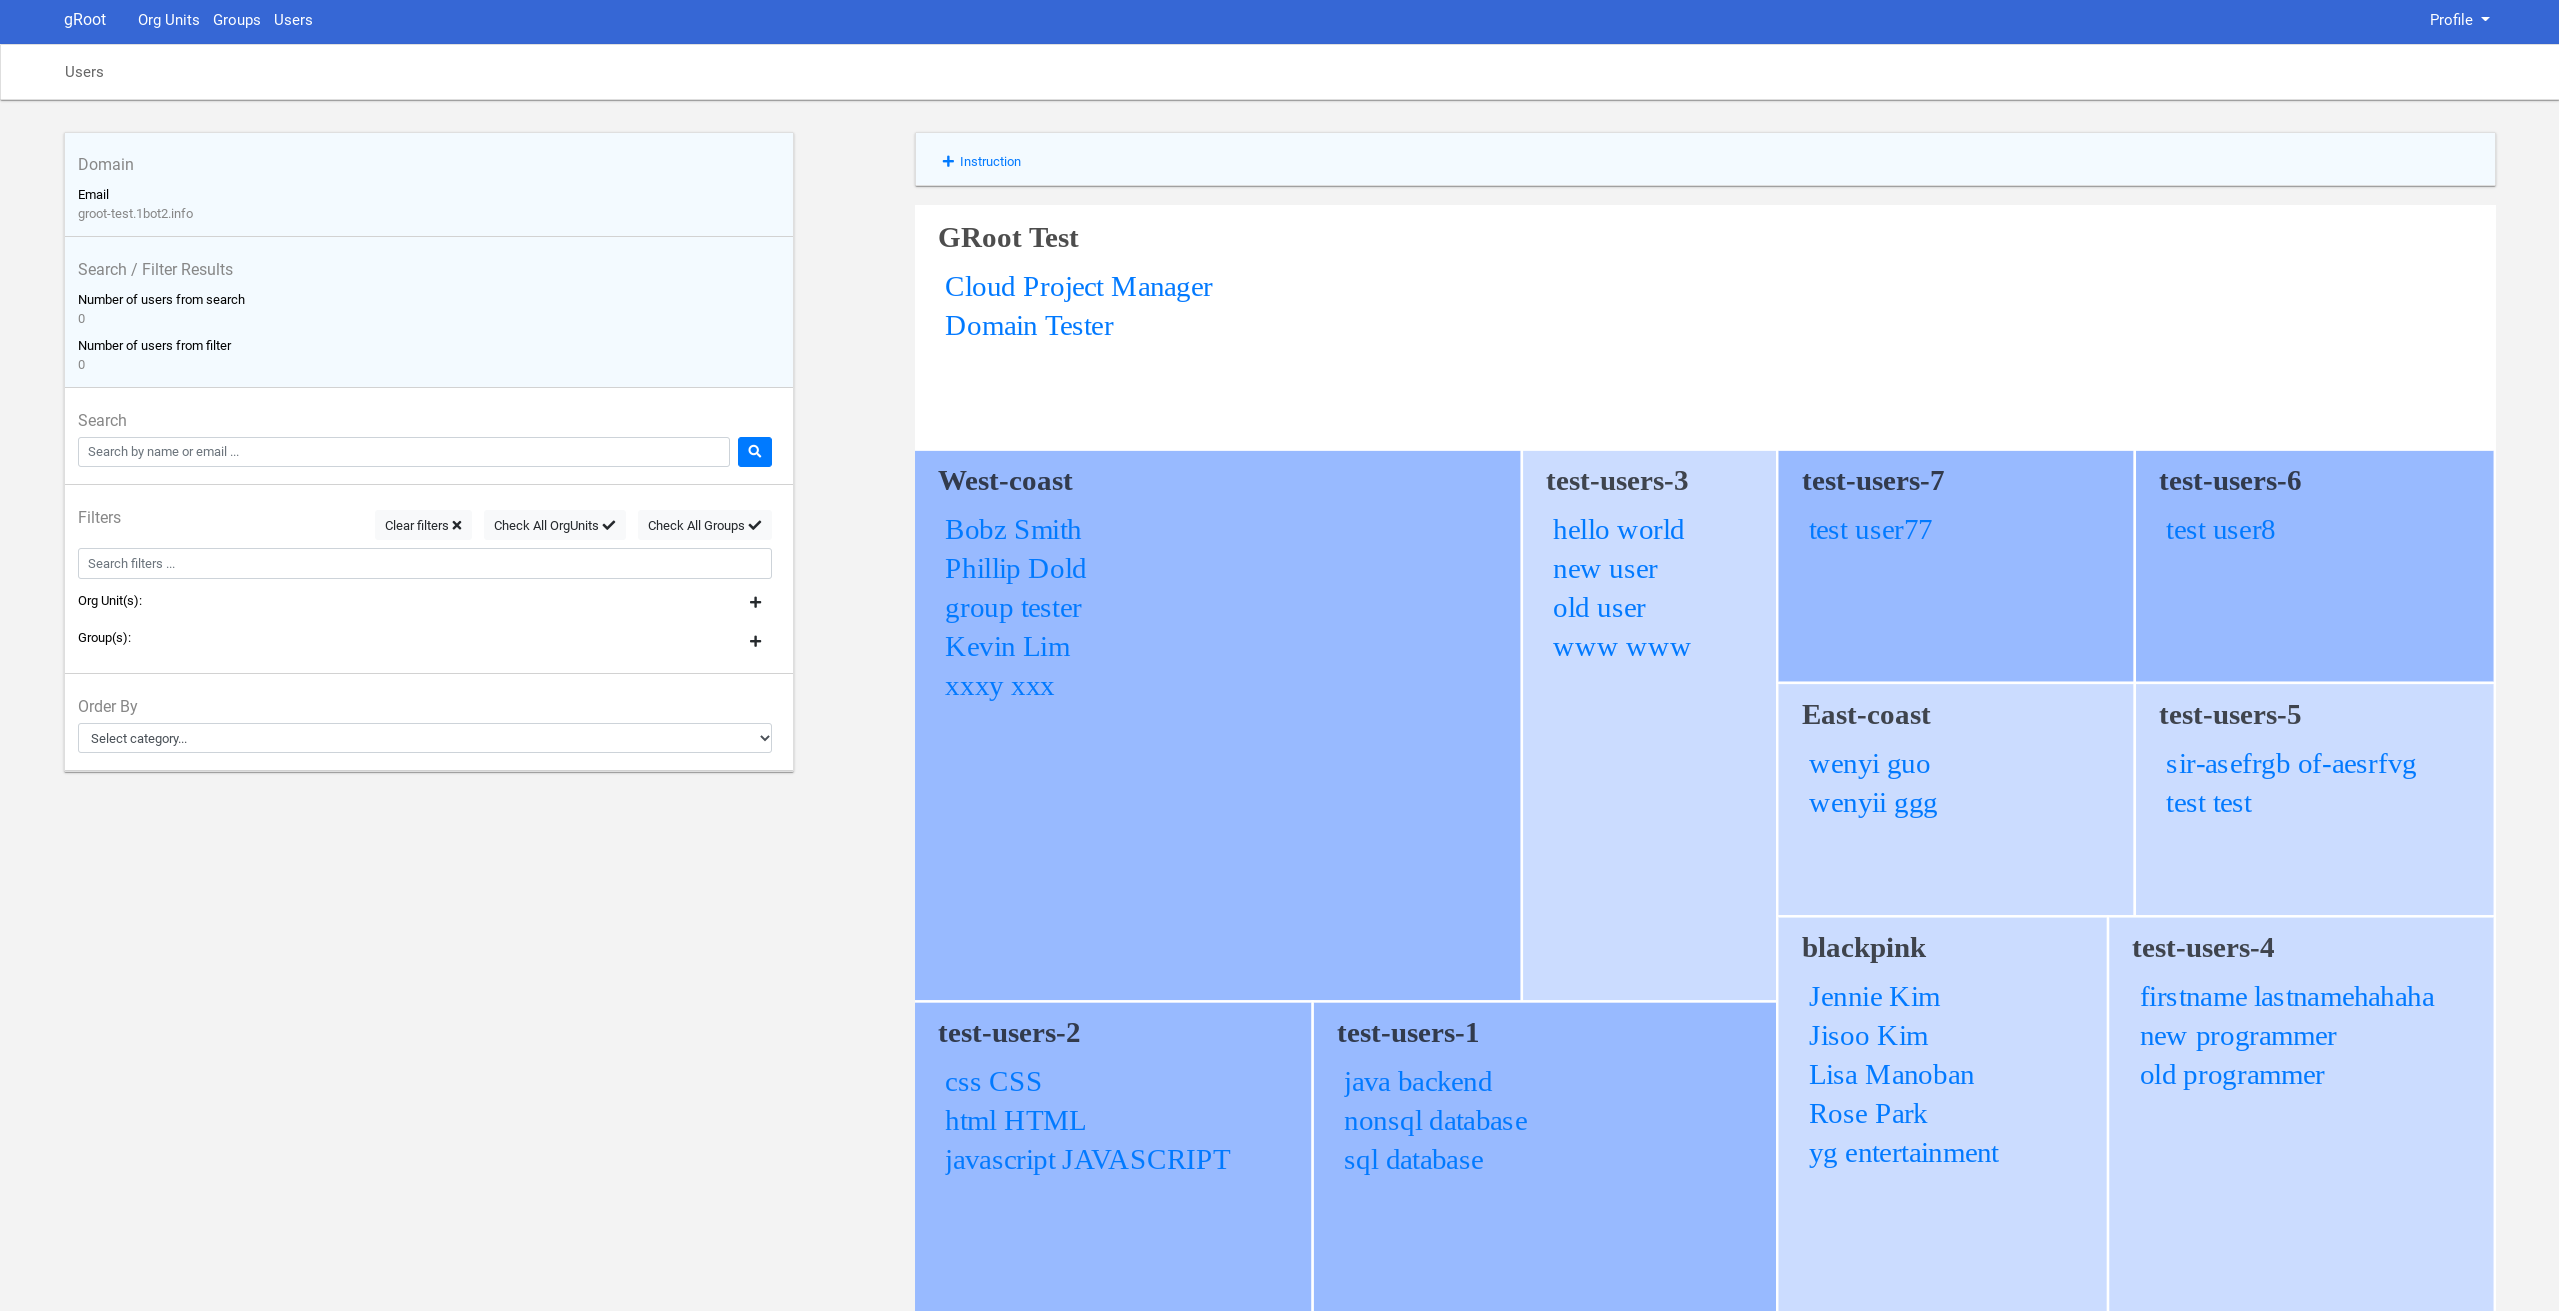 gRoot Org Units Groups Users Profile
Users
Domain
Email
groot-test.1bot2.info
Search / Filter Results
Number of users from search
0
Number of users from filter
0
Search
Search by name or email ...
Filters
Clear filters
Check All OrgUnits
Check All Groups
Search filters ...
Org Unit(s):
Group(s):
Order By
Select category...
Instruction
GRoot Test
Cloud Project Manager
Domain Tester
West-coast
Bobz Smith
Phillip Dold
group tester
Kevin Lim
xxxy xxx
test-users-3
hello world
new user
old user
www www
test-users-7
test user77
test-users-6
test user8
East-coast
wenyi guo
wenyii ggg
test-users-5
sir-asefrgb of-aesrfvg
test test
test-users-2
css CSS
html HTML
javascript JAVASCRIPT
test-users-1
java backend
nonsql database
sql database
blackpink
Jennie Kim
Jisoo Kim
Lisa Manoban
Rose Park
yg entertainment
test-users-4
firstname lastnamehahaha
new programmer
old programmer